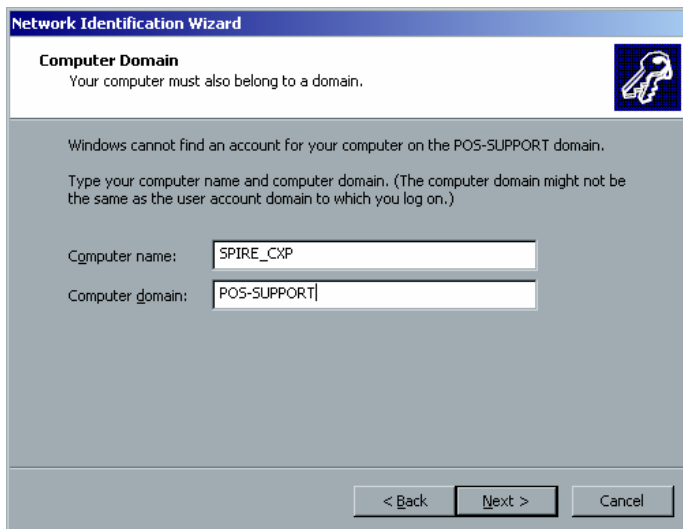 Network Identification Wizard
Computer Domain
Your computer must also belong to a domain.
Windows cannot find an account for your computer on the POS-SUPPORT domain.
Type your computer name and computer domain. (The computer domain might not be
the same as the user account domain to which you log on.)
Computer name: SPIRE_CXP
Computer domain: POS-SUPPORT
< Back Next > Cancel